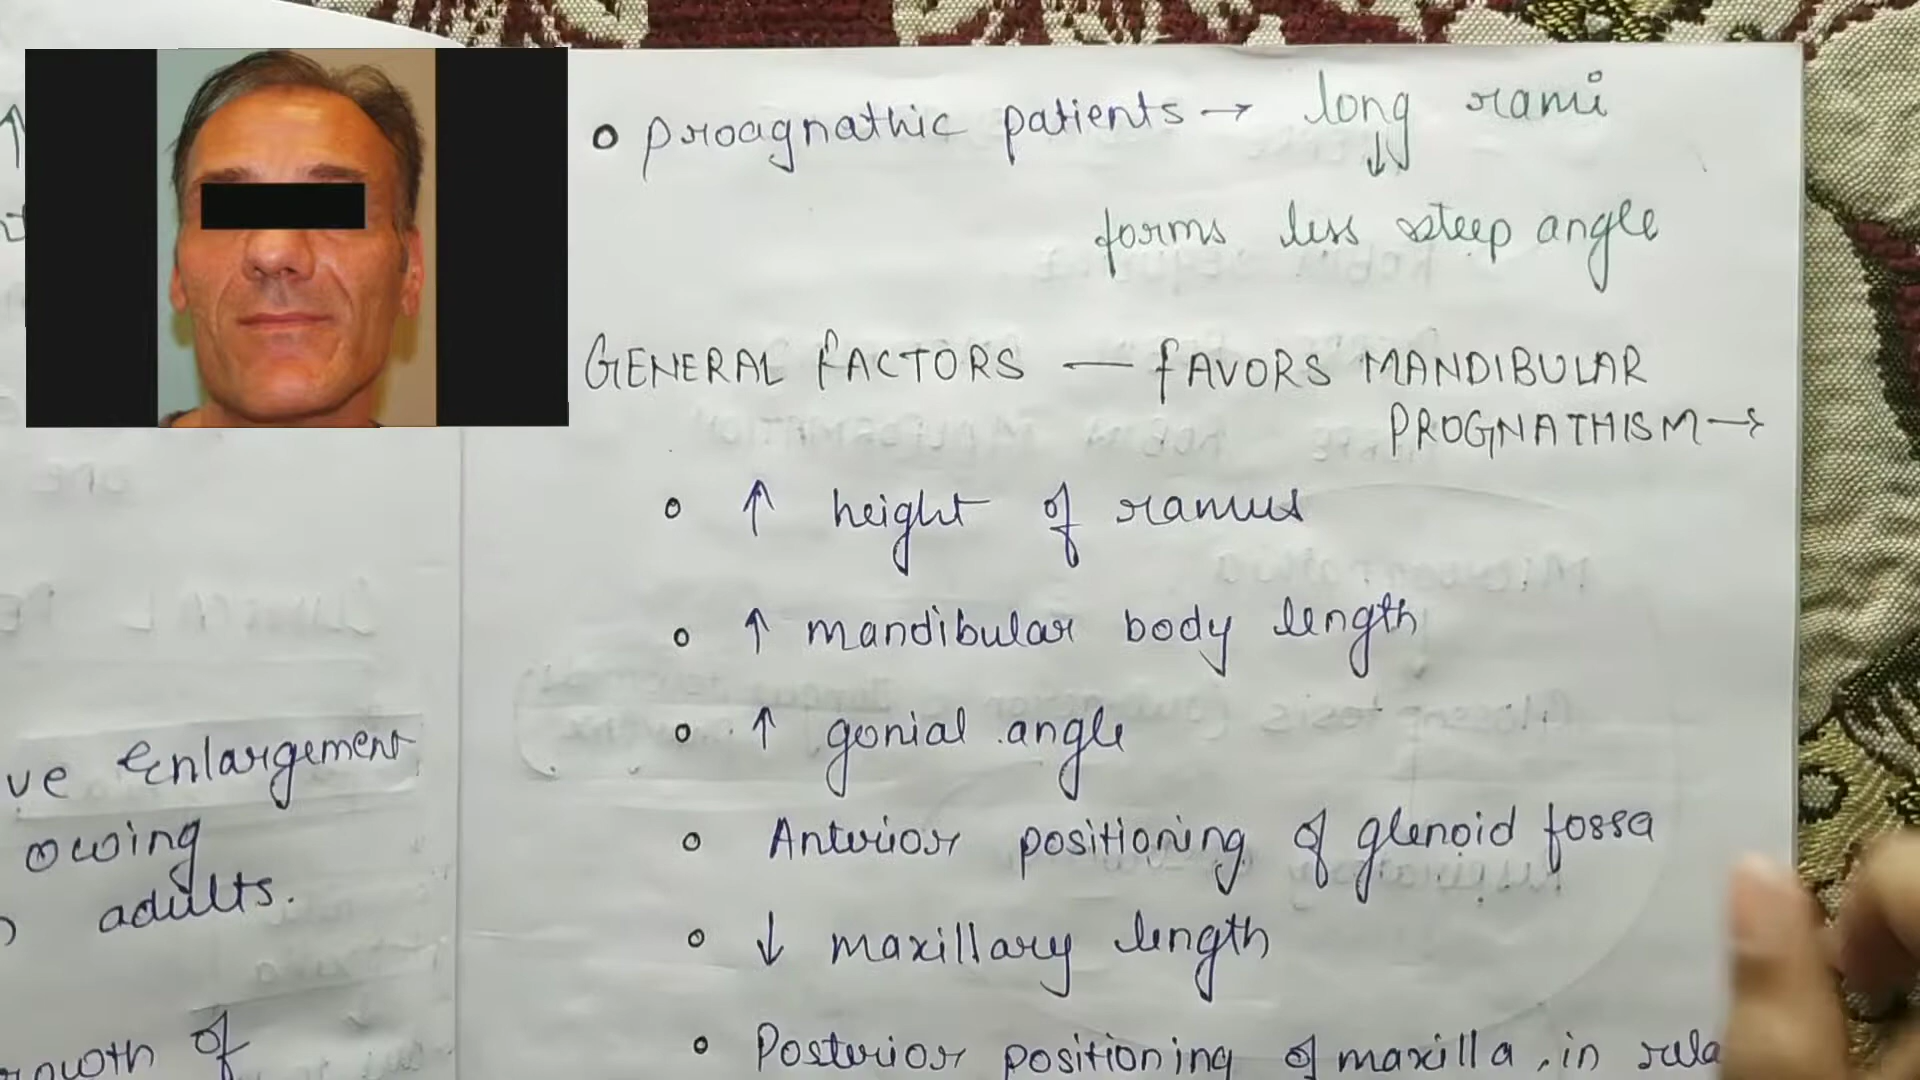 o proagnathic patients → long rami
↓
forms less steep angle
GENERAL FACTORS — FAVORS MANDIBULAR
PROGNATHISM →
o ↑ height of ramus
o ↑ mandibular body length
o ↑ gonial angle
o Anterior positioning of glenoid fossa
o ↓ maxillary length
o Posterior positioning of maxilla, in rela
ve Enlargement
owing
adults.
rowth of